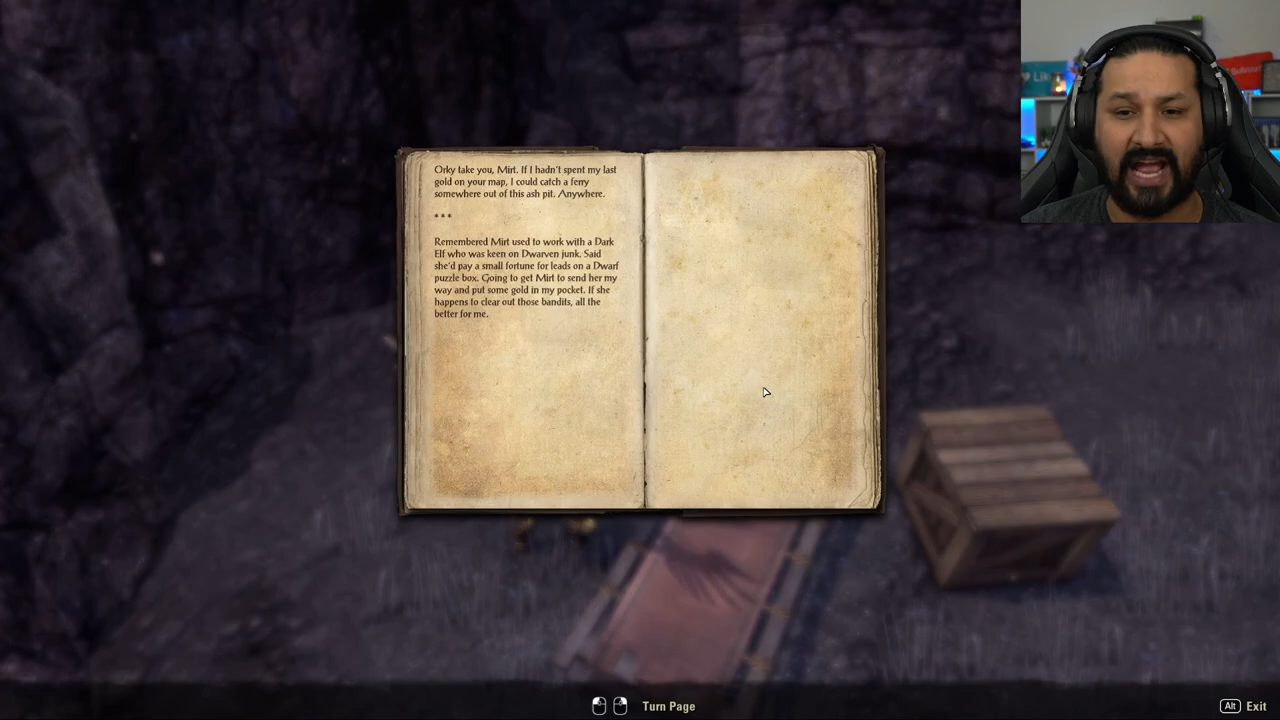 Orky take you, Mirt. If I hadn't spent my last
gold on your map, I could catch a ferry
somewhere out of this ash pit. Anywhere.
* * *
Remembered Mirt used to work with a Dark
Elf who was keen on Dwarven junk. Said
she'd pay a small fortune for leads on a Dwarf
puzzle box. Going to get Mirt to send her my
way and put some gold in my pocket. If she
happens to clear out those bandits, all the
better for me.
Turn Page
Alt Exit